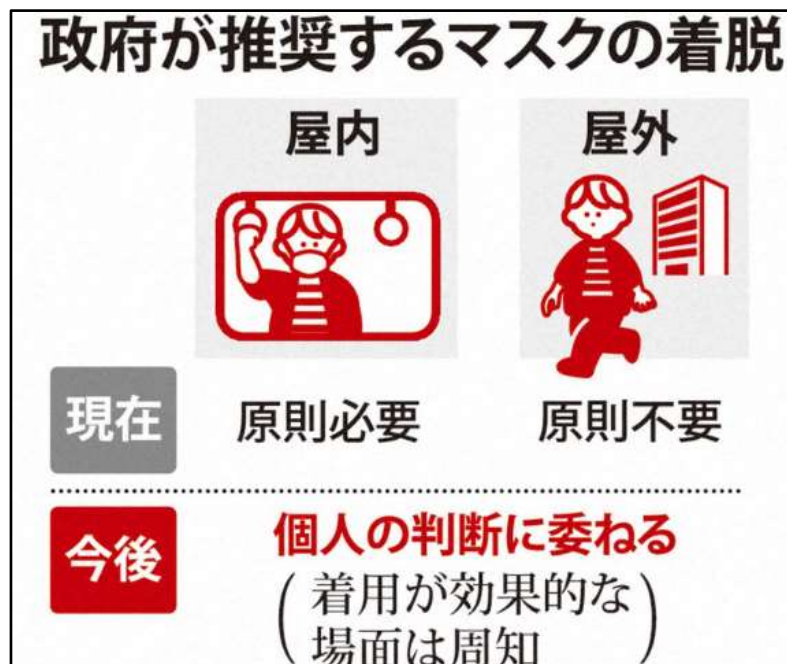 政府が推奨するマスクの着脱
屋内
屋外
現在
原則必要
原則不要
今後
個人の判断に委ねる
(着用が効果的な
場面は周知)